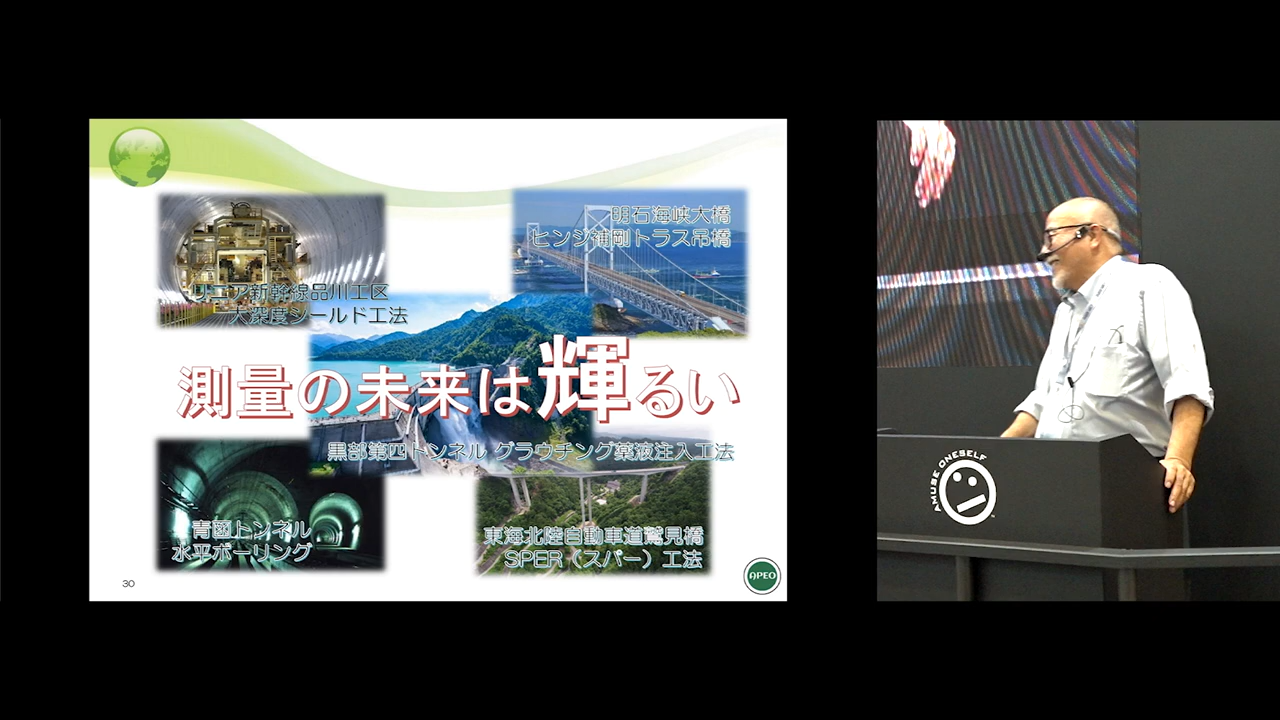 リニア新幹線品川工区
大深度シールド工法
明石海峡大橋
ヒンジ補剛トラス吊橋
測量の未来は輝るい
黒部第四トンネル グラウチング薬液注入工法
青函トンネル
水平ボーリング
東海北陸自動車道鷲見橋
SPER（スパー）工法
30
APEO
AMUSE ONESELF